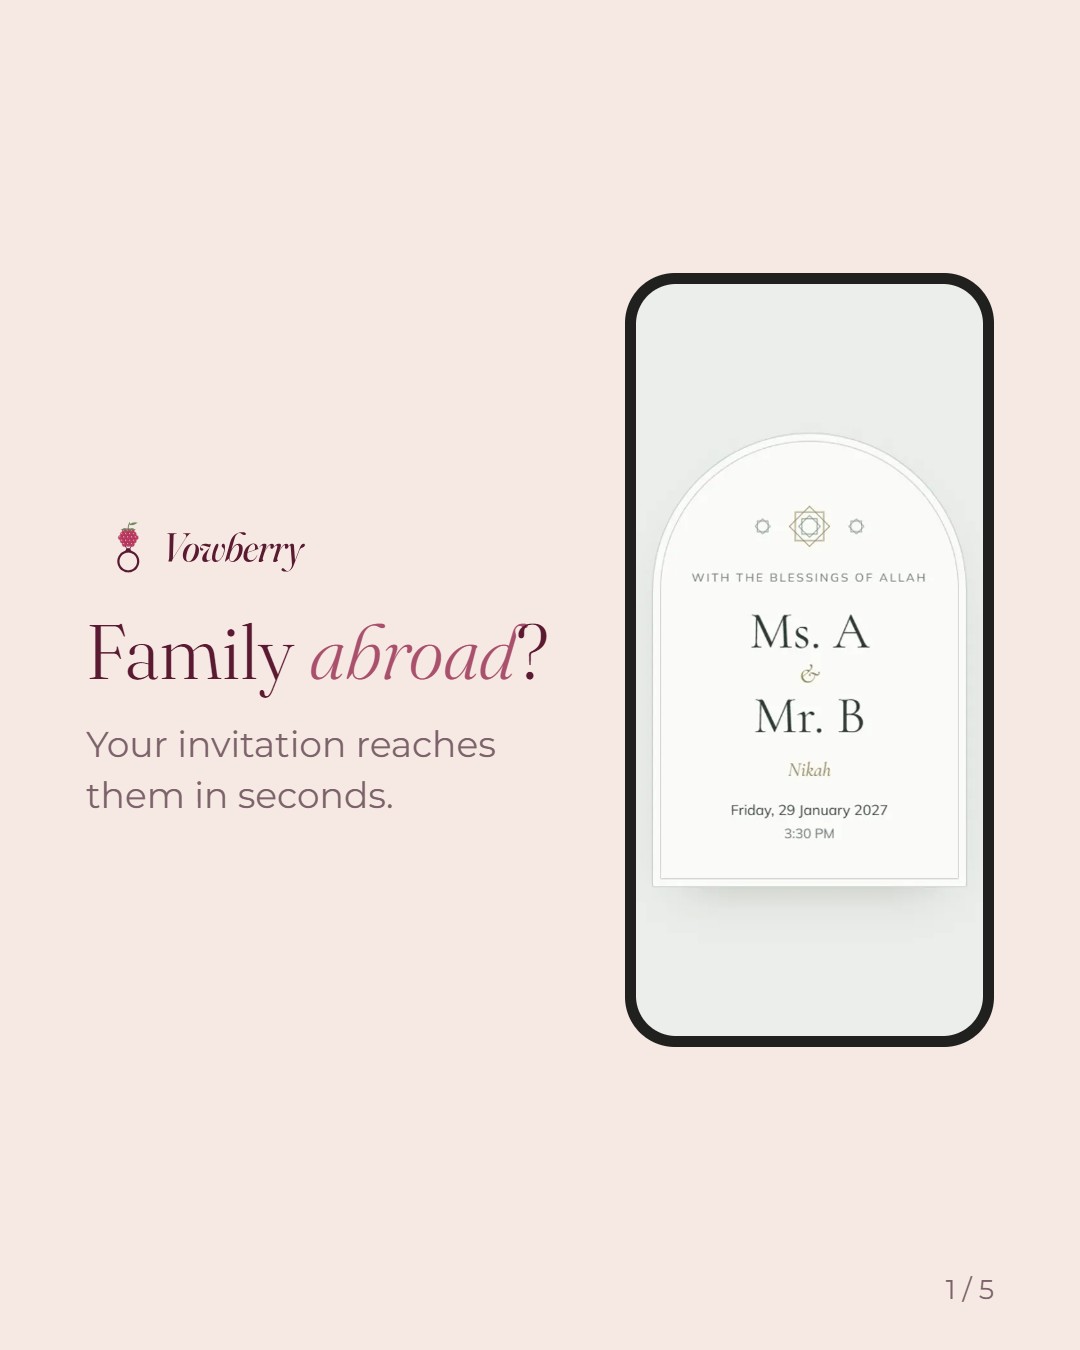 Vowberry
Family abroad?
Your invitation reaches
them in seconds.
WITH THE BLESSINGS OF ALLAH
Ms. A
&
Mr. B
Nikah
Friday, 29 January 2027
3:30 PM
1 / 5